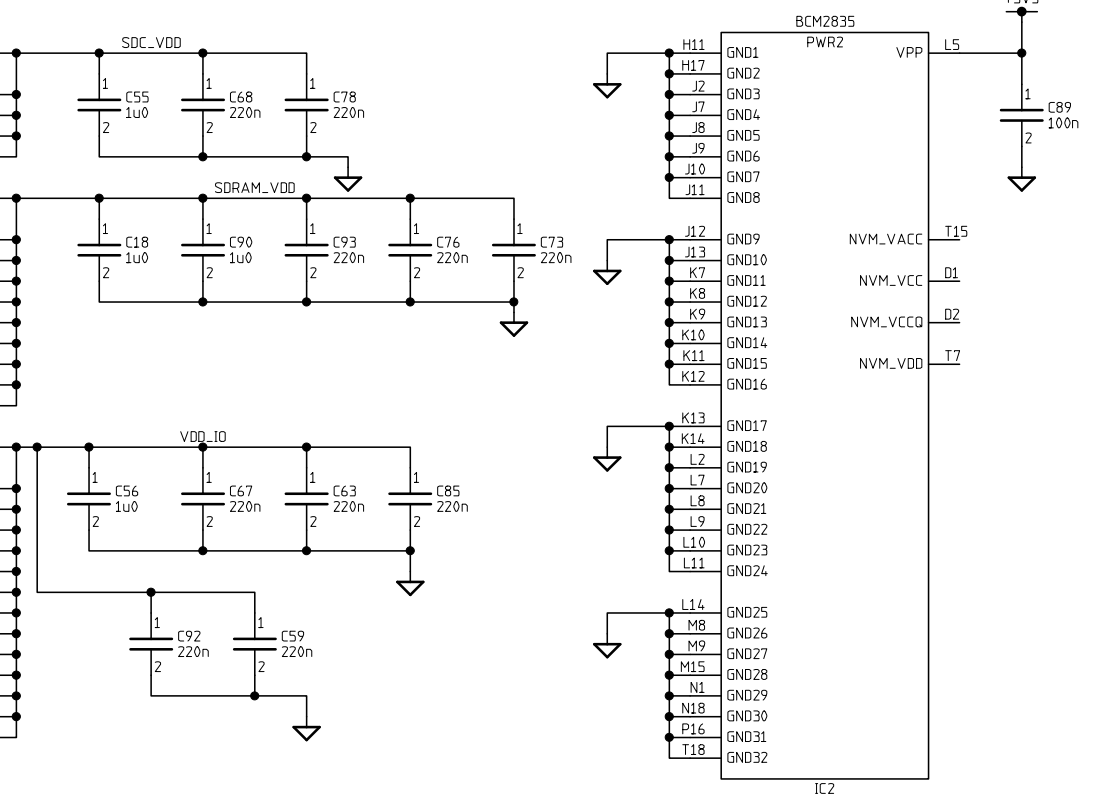 SDC_VDD
1 C55
1u0
2
1 C68
220n
2
1 C78
220n
2
SDRAM_VDD
1 C18
1u0
2
1 C90
1u0
2
1 C93
220n
2
1 C76
220n
2
1 C73
220n
2
VDD_IO
1 C56
1u0
2
1 C67
220n
2
1 C63
220n
2
1 C85
220n
2
1 C92
220n
2
1 C59
220n
2
BCM2835
PWR2
H11 GND1
H17 GND2
J2 GND3
J7 GND4
J8 GND5
J9 GND6
J10 GND7
J11 GND8
J12 GND9
J13 GND10
K7 GND11
K8 GND12
K9 GND13
K10 GND14
K11 GND15
K12 GND16
K13 GND17
K14 GND18
L2 GND19
L7 GND20
L8 GND21
L9 GND22
L10 GND23
L11 GND24
L14 GND25
M8 GND26
M9 GND27
M15 GND28
N1 GND29
N18 GND30
P16 GND31
T18 GND32
VPP L5
NVM_VACC T15
NVM_VCC D1
NVM_VCCQ D2
NVM_VDD T7
IC2
1 C89
100n
2